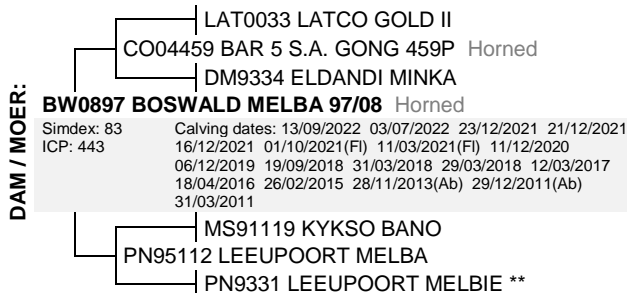 LAT0033 LATCO GOLD II
CO04459 BAR 5 S.A. GONG 459P Horned
DM9334 ELDANDI MINKA
DAM / MOER:
BW0897 BOSWALD MELBA 97/08 Horned
Simdex: 83 Calving dates: 13/09/2022 03/07/2022 23/12/2021 21/12/2021
ICP: 443 16/12/2021 01/10/2021(Fl) 11/03/2021(Fl) 11/12/2020
06/12/2019 19/09/2018 31/03/2018 29/03/2018 12/03/2017
18/04/2016 26/02/2015 28/11/2013(Ab) 29/12/2011(Ab)
31/03/2011
MS91119 KYKSO BANO
PN95112 LEEUPOORT MELBA
PN9331 LEEUPOORT MELBIE **